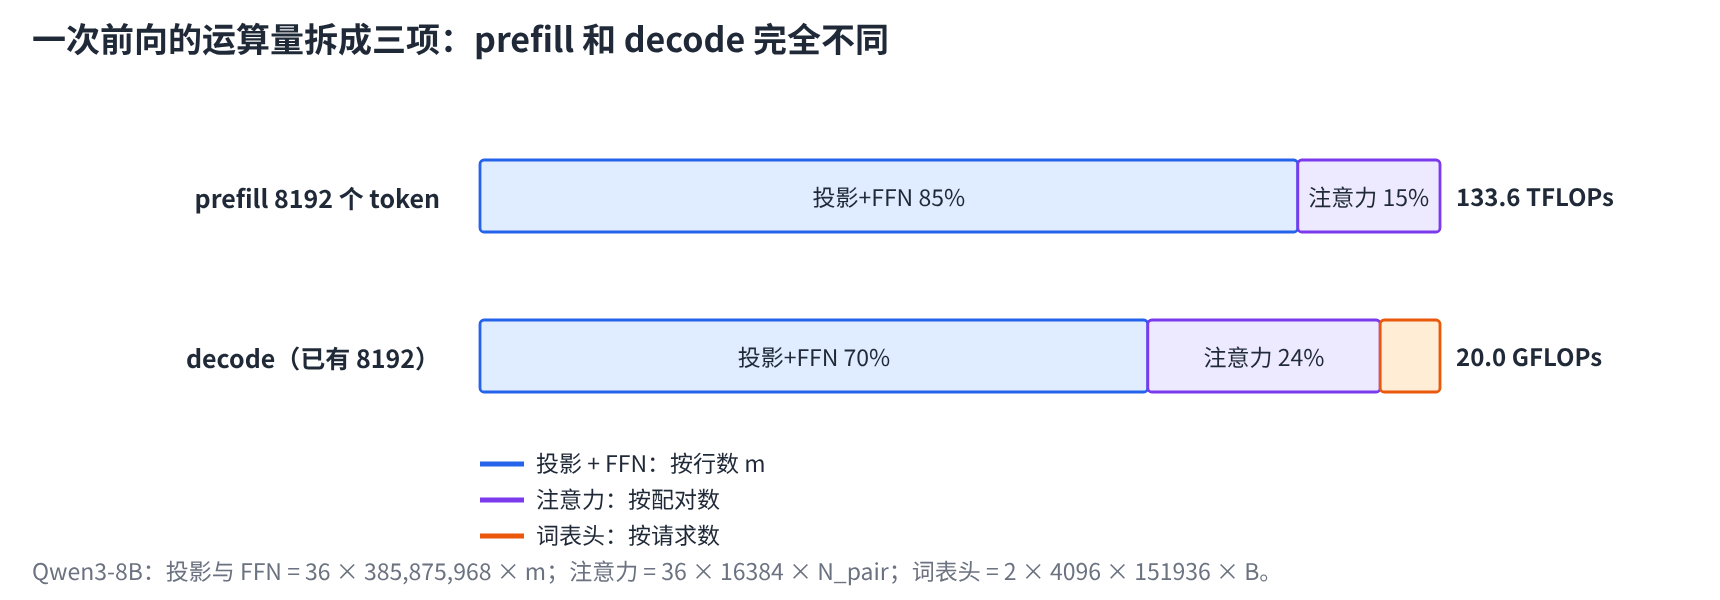 一次前向的运算量拆成三项：prefill 和 decode 完全不同
prefill 8192 个 token
投影+FFN 85%
注意力 15%
133.6 TFLOPs
decode（已有 8192）
投影+FFN 70%
注意力 24%
20.0 GFLOPs
投影 + FFN：按行数 m
注意力：按配对数
词表头：按请求数
Qwen3-8B：投影与 FFN = 36 × 385,875,968 × m；注意力 = 36 × 16384 × N_pair；词表头 = 2 × 4096 × 151936 × B。